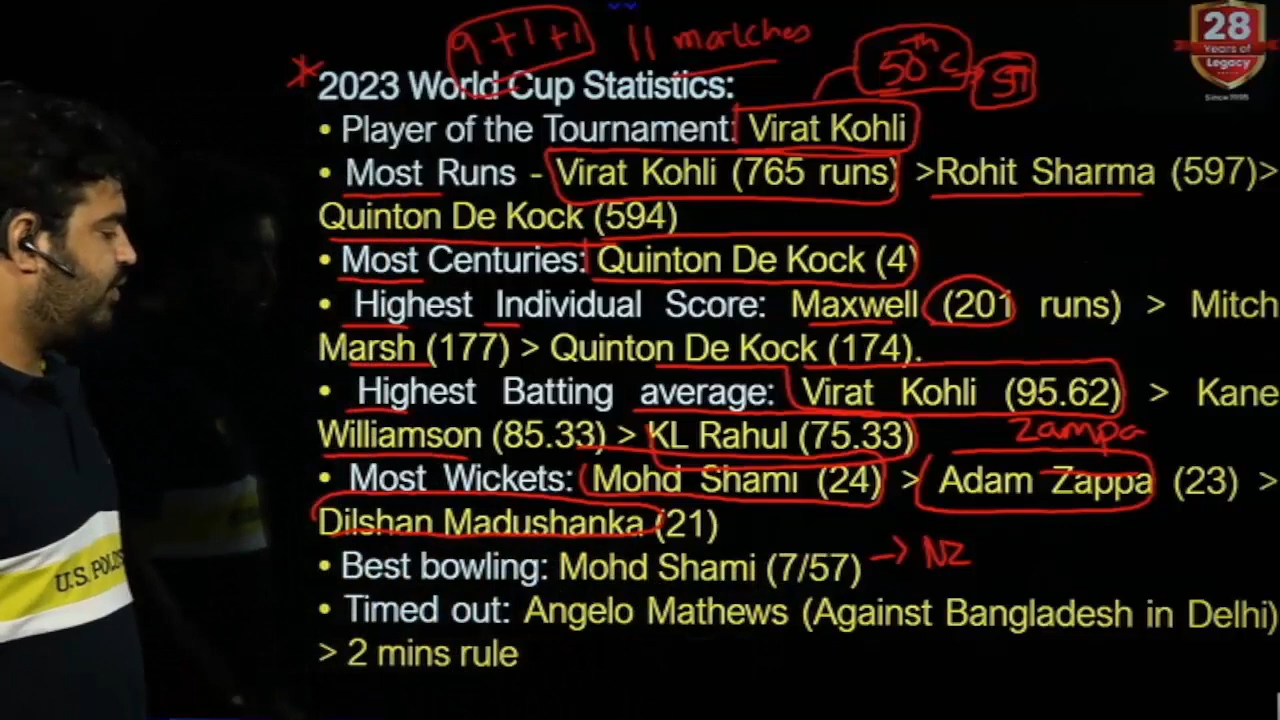 9+1+1 11 matches
50th C → ST
28
Years of
Legacy
Since 1995
*2023 World Cup Statistics:
• Player of the Tournament: Virat Kohli
• Most Runs - Virat Kohli (765 runs) >Rohit Sharma (597)>
Quinton De Kock (594)
• Most Centuries: Quinton De Kock (4)
• Highest Individual Score: Maxwell (201 runs) > Mitch
Marsh (177) > Quinton De Kock (174).
• Highest Batting average: Virat Kohli (95.62) > Kane
Williamson (85.33) > KL Rahul (75.33)
Zampa
• Most Wickets: Mohd Shami (24) > Adam Zappa (23) >
Dilshan Madushanka (21)
• Best bowling: Mohd Shami (7/57) → NZ
• Timed out: Angelo Mathews (Against Bangladesh in Delhi)
> 2 mins rule
U.S. POLO